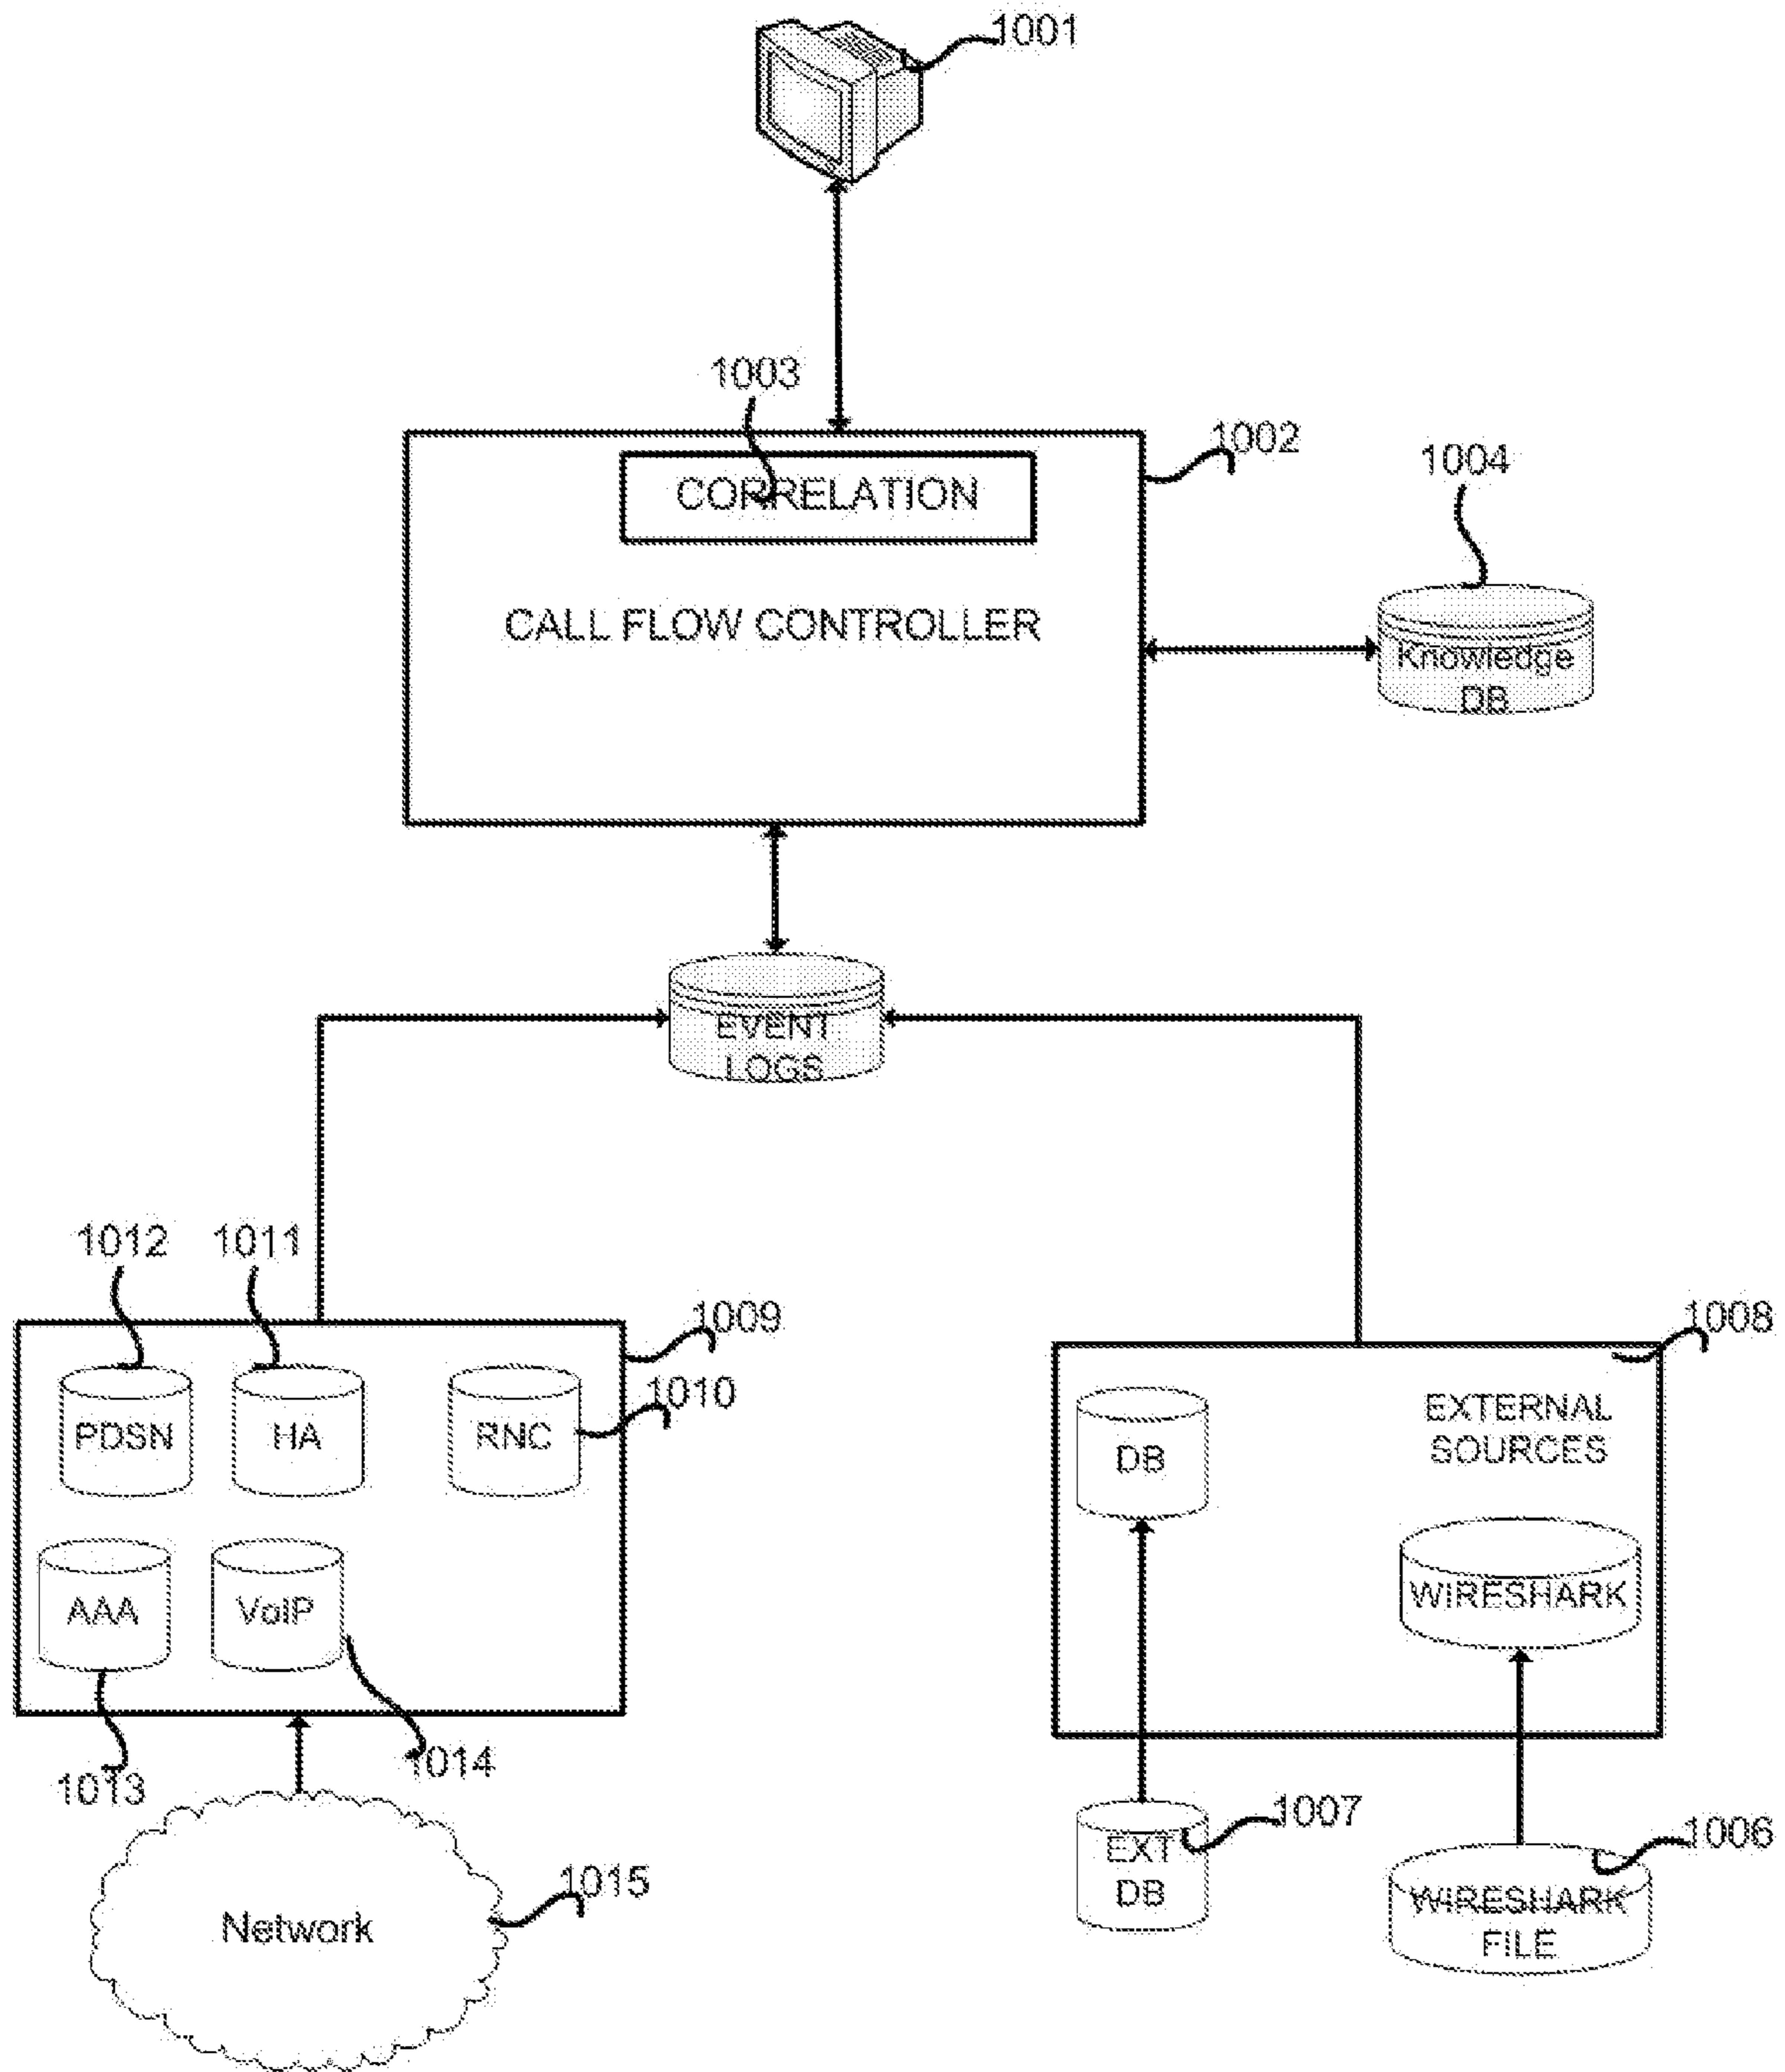 1001
1003
CORRELATION
1002
1004
CALL FLOW CONTROLLER
Knowledge
DB
EVENT
LOGS
1012
1011
1009
1008
PDSN
HA
RNC
1010
DB
EXTERNAL
SOURCES
AAA
VoIP
WIRESHARK
1013
1014
1007
1006
EXT
DB
WIRESHARK
FILE
1015
Network